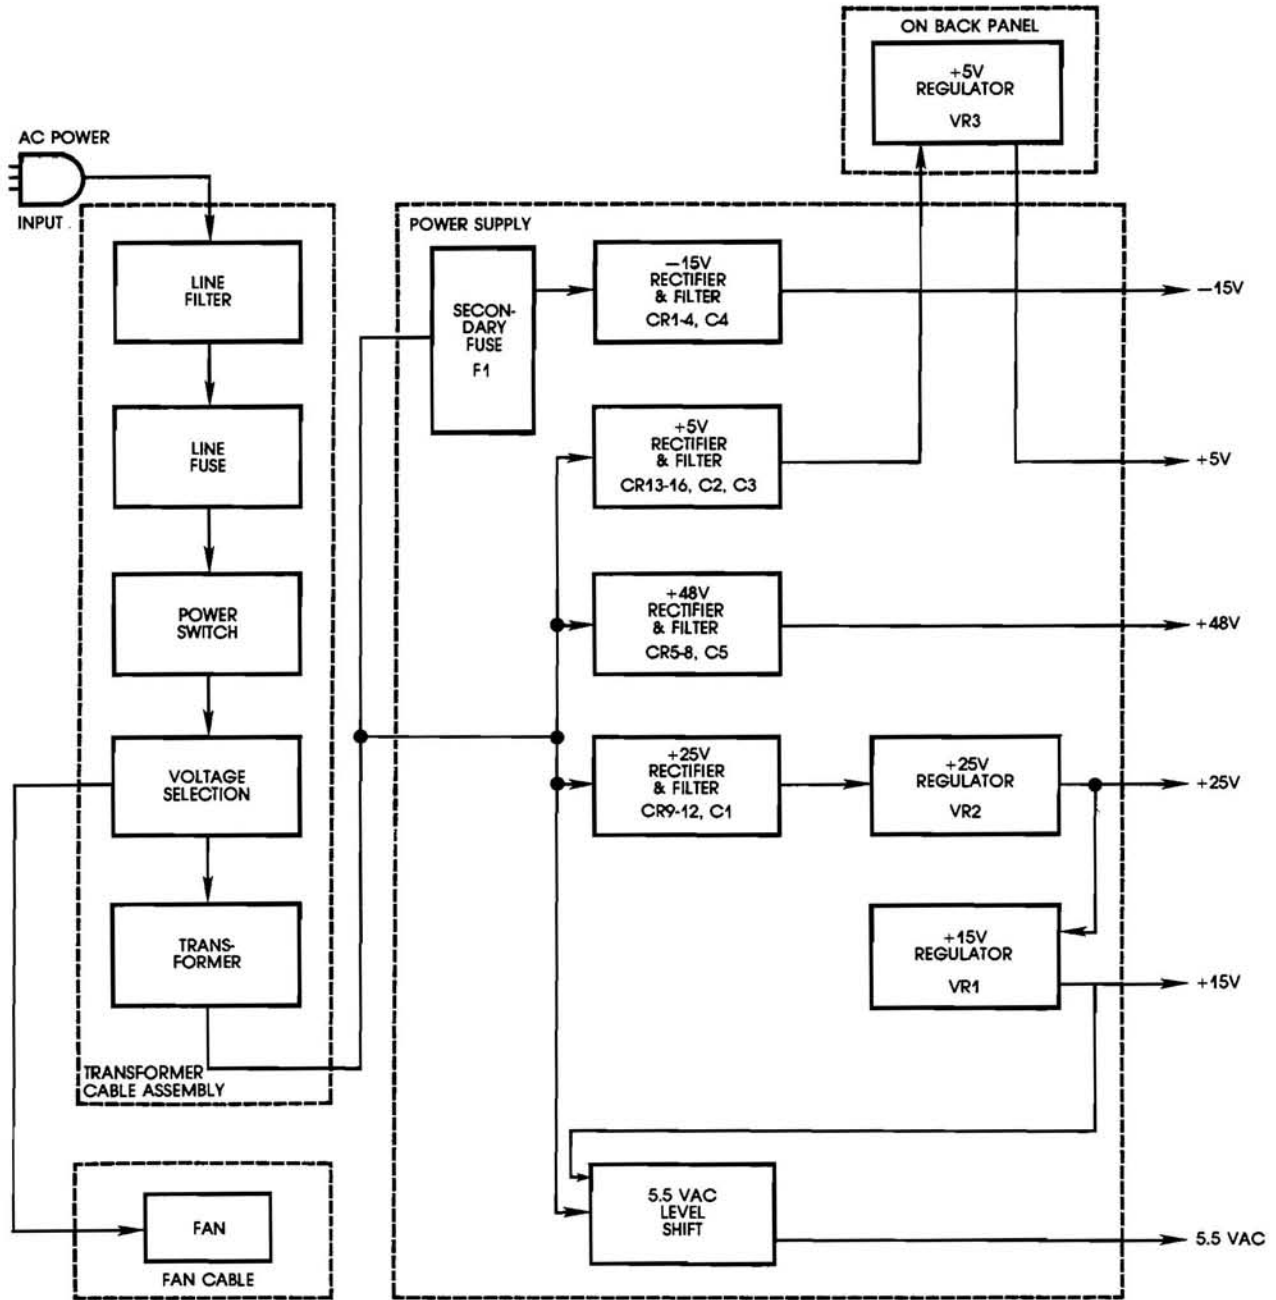 ON BACK PANEL
+5V
REGULATOR
VR3
AC POWER
INPUT
LINE
FILTER
LINE
FUSE
POWER
SWITCH
VOLTAGE
SELECTION
TRANS-
FORMER
TRANSFORMER
CABLE ASSEMBLY
FAN
FAN CABLE
POWER SUPPLY
SECON-
DARY
FUSE
F1
−15V
RECTIFIER
& FILTER
CR1-4, C4
−15V
+5V
RECTIFIER
& FILTER
CR13-16, C2, C3
+5V
+48V
RECTIFIER
& FILTER
CR5-8, C5
+48V
+25V
RECTIFIER
& FILTER
CR9-12, C1
+25V
REGULATOR
VR2
+25V
+15V
REGULATOR
VR1
+15V
5.5 VAC
LEVEL
SHIFT
5.5 VAC